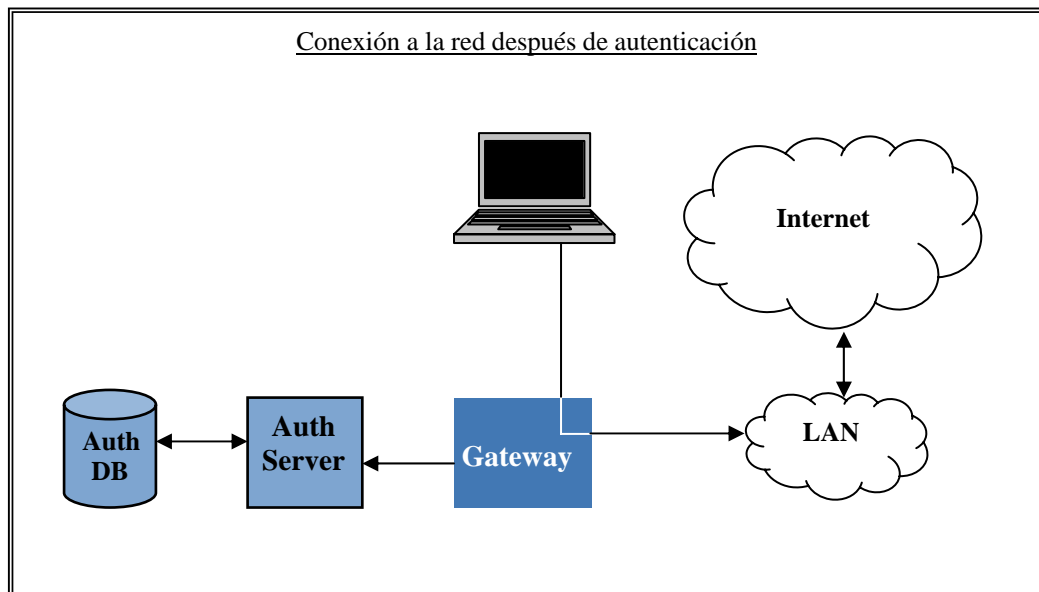 Conexión a la red después de autenticación
Internet
Auth
DB
Auth
Server
Gateway
LAN